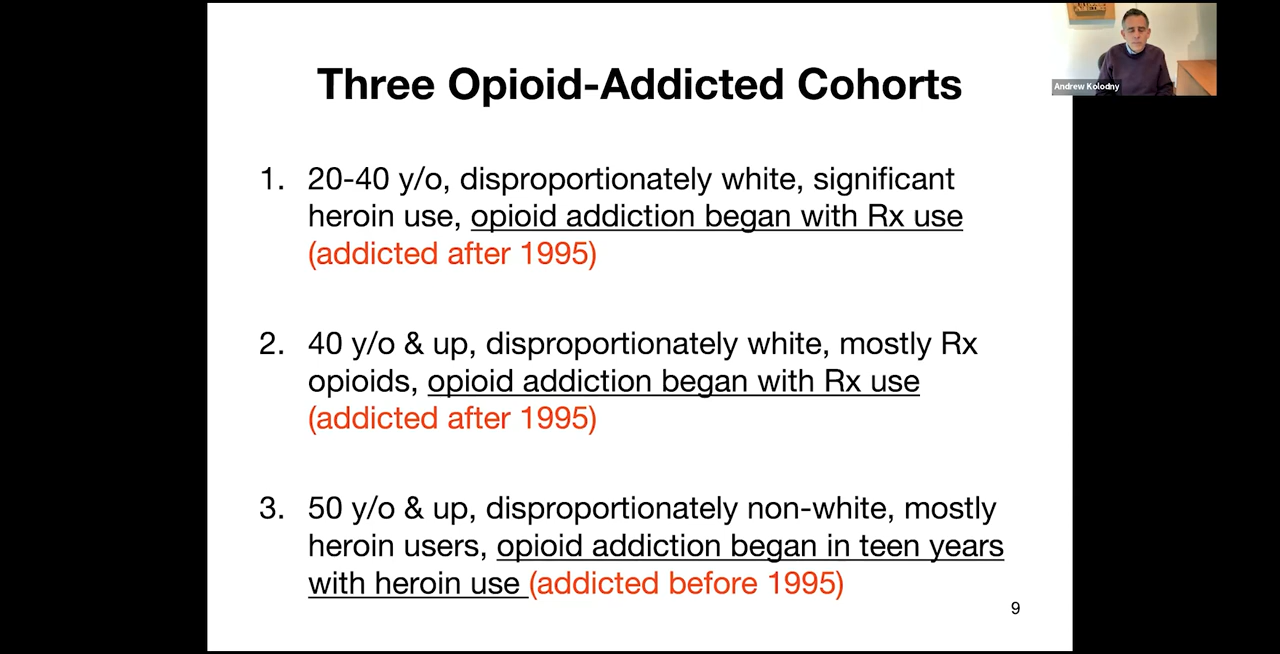 Three Opioid-Addicted Cohorts
Andrew Kolodny
1. 20-40 y/o, disproportionately white, significant
heroin use, opioid addiction began with Rx use
(addicted after 1995)
2. 40 y/o & up, disproportionately white, mostly Rx
opioids, opioid addiction began with Rx use
(addicted after 1995)
3. 50 y/o & up, disproportionately non-white, mostly
heroin users, opioid addiction began in teen years
with heroin use (addicted before 1995)
9